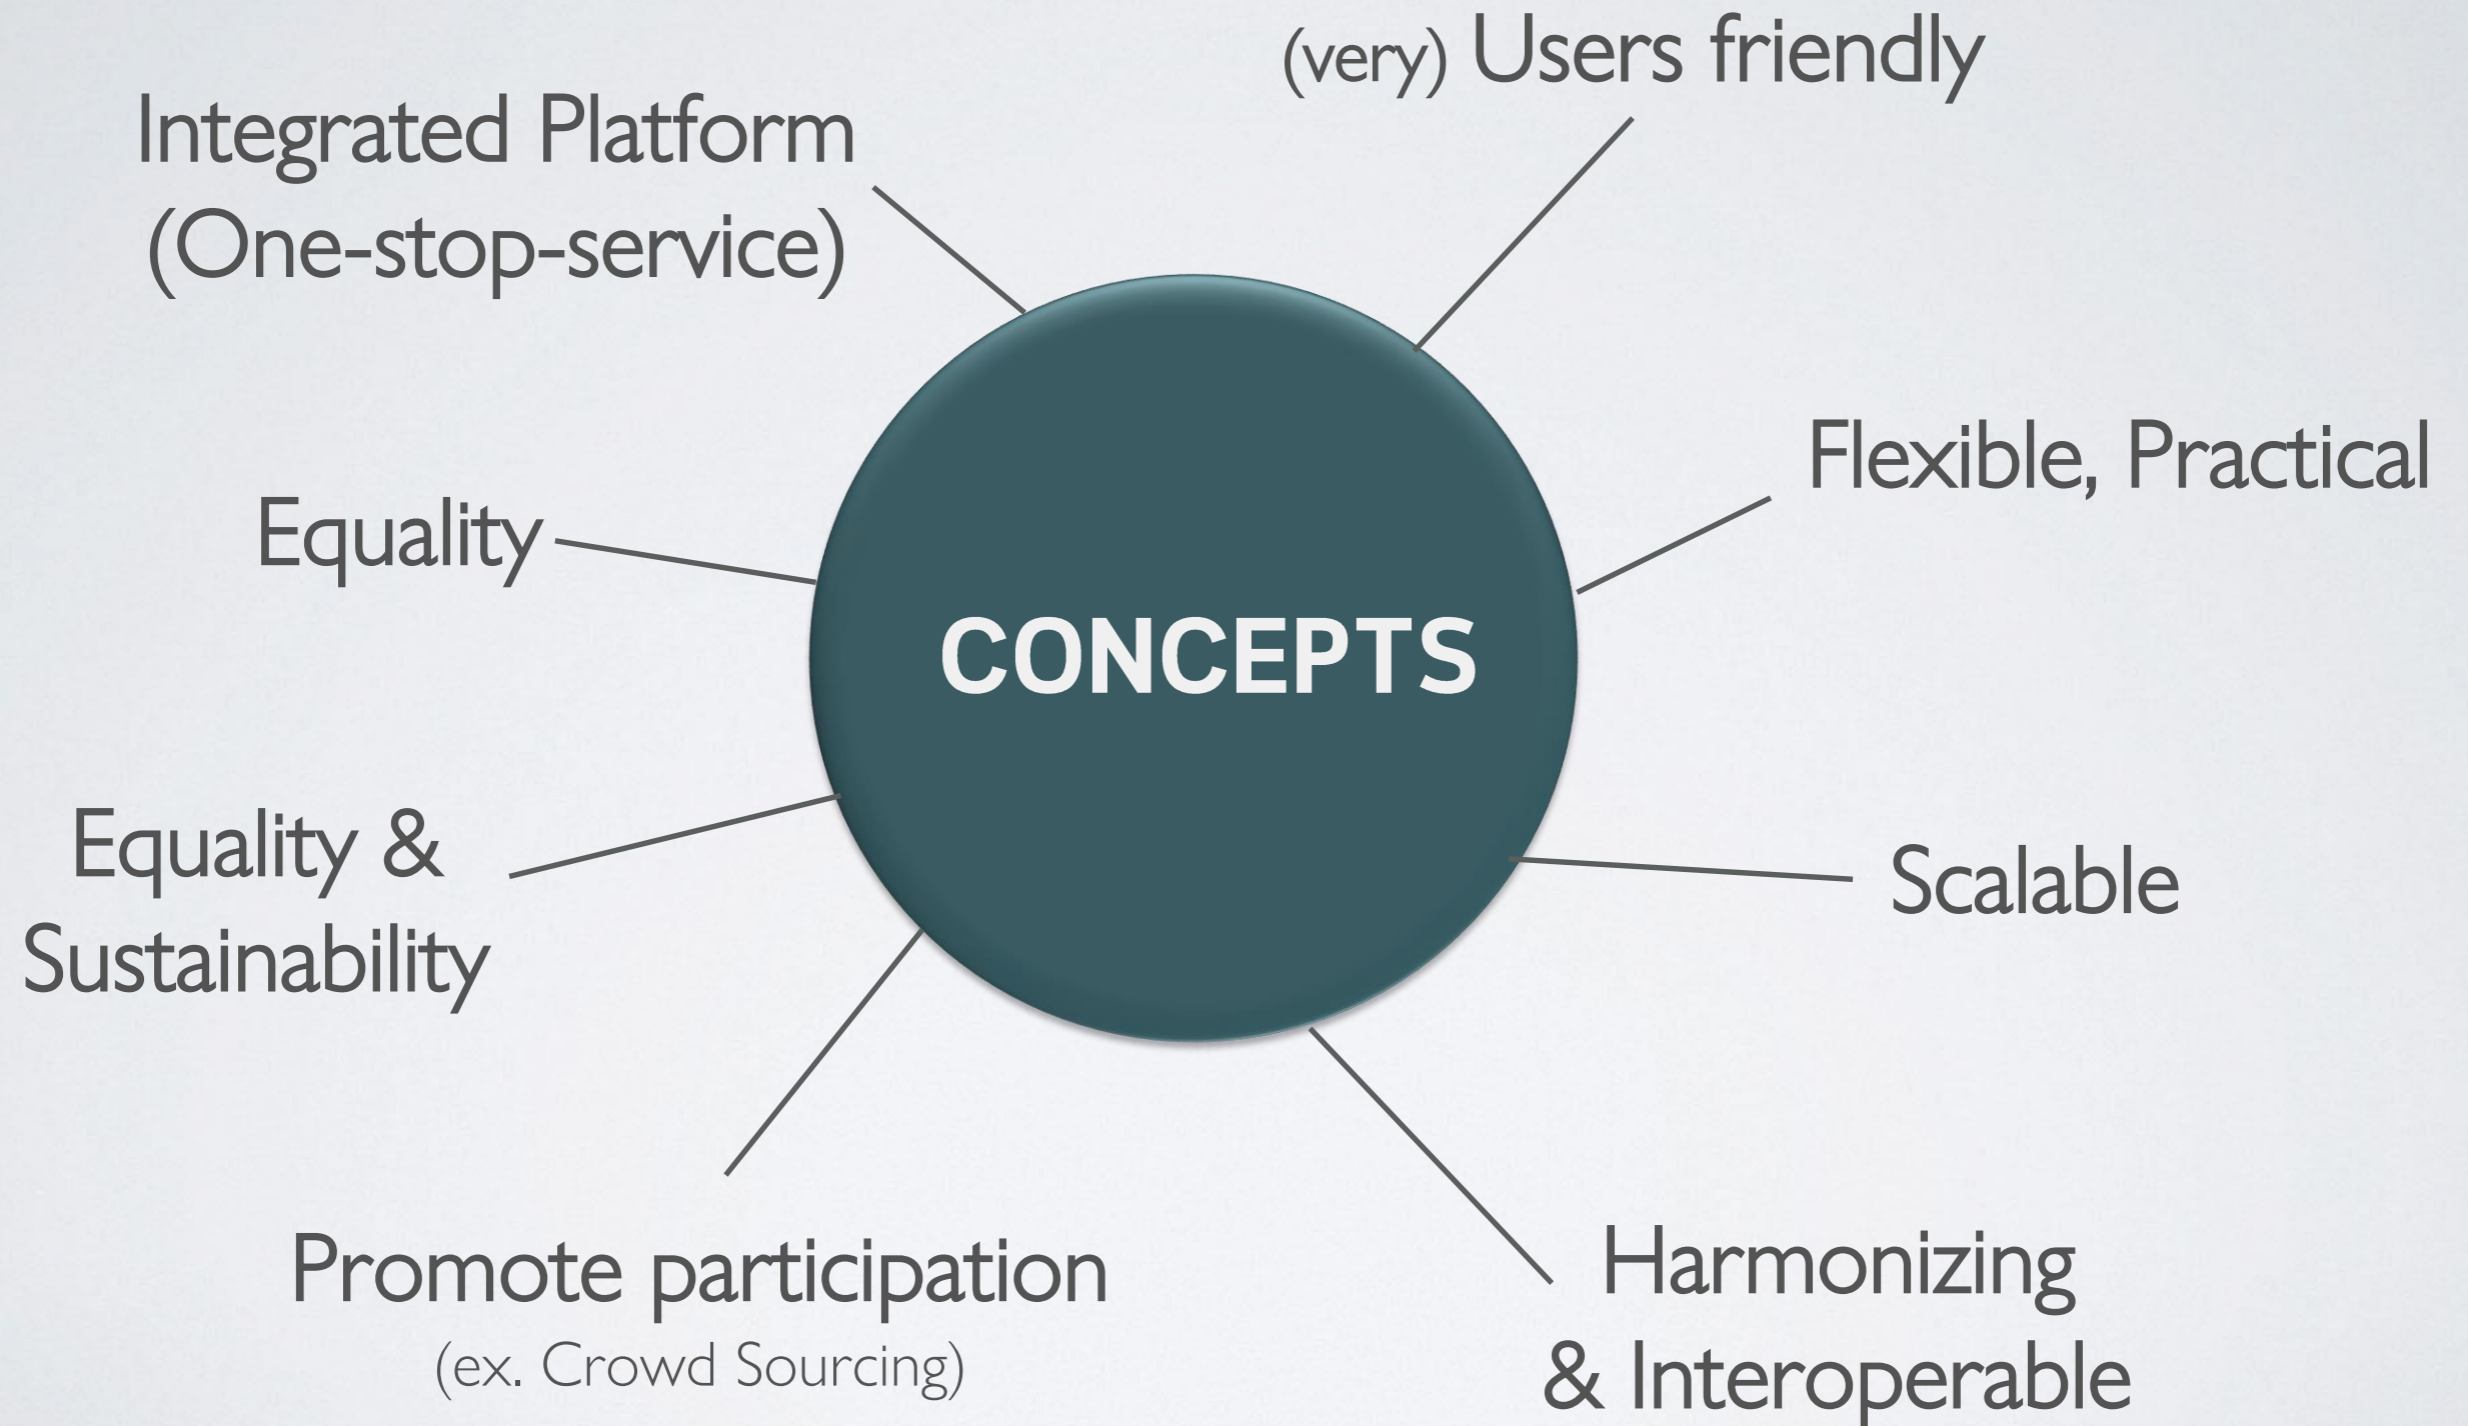 (very) Users friendly
Integrated Platform
(One-stop-service)
Flexible, Practical
Equality
CONCEPTS
Equality &
Sustainability
Scalable
Promote participation
(ex. Crowd Sourcing)
Harmonizing
& Interoperable